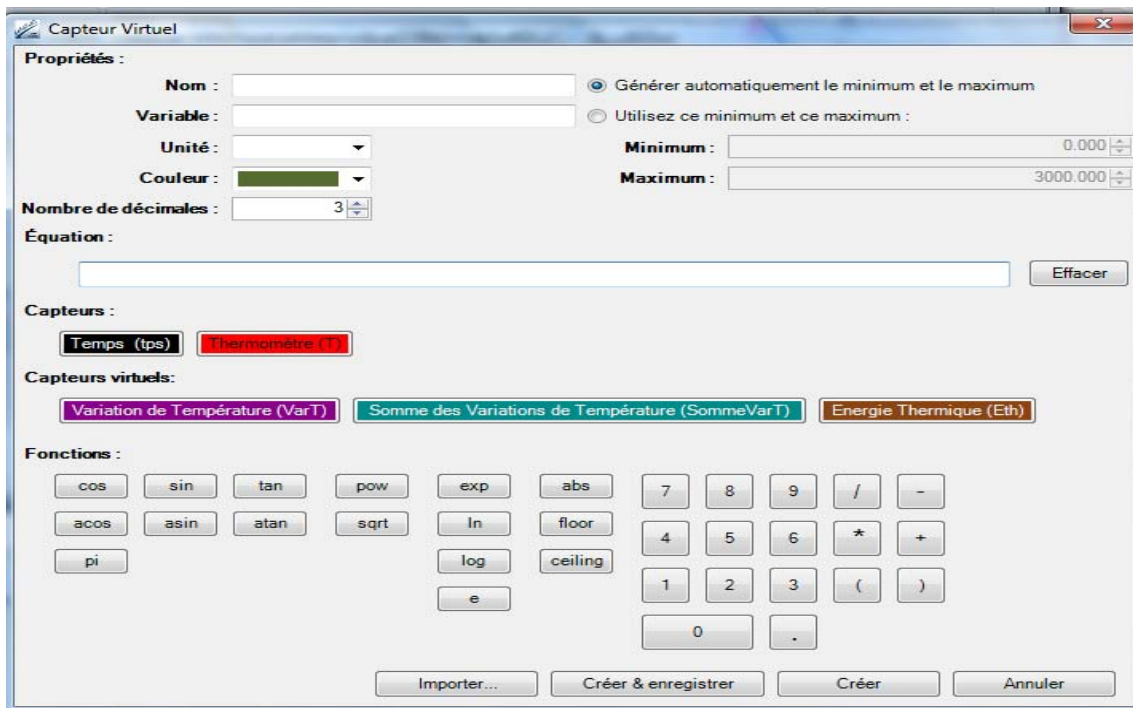 Capteur Virtuel
Propriétés :
Nom :
Générer automatiquement le minimum et le maximum
Variable :
Utilisez ce minimum et ce maximum :
Unité :
Minimum :
0.000
Couleur :
Maximum :
3000.000
Nombre de décimales :
3
Équation :
Effacer
Capteurs :
Temps (tps)
Thermomètre (T)
Capteurs virtuels:
Variation de Température (VarT)
Somme des Variations de Température (SommeVarT)
Energie Thermique (Eth)
Fonctions :
cos sin tan pow exp abs 7 8 9 / -
acos asin atan sqrt ln floor 4 5 6 * +
pi log ceiling 1 2 3 ( )
e 0 .
Importer... Créer & enregistrer Créer Annuler